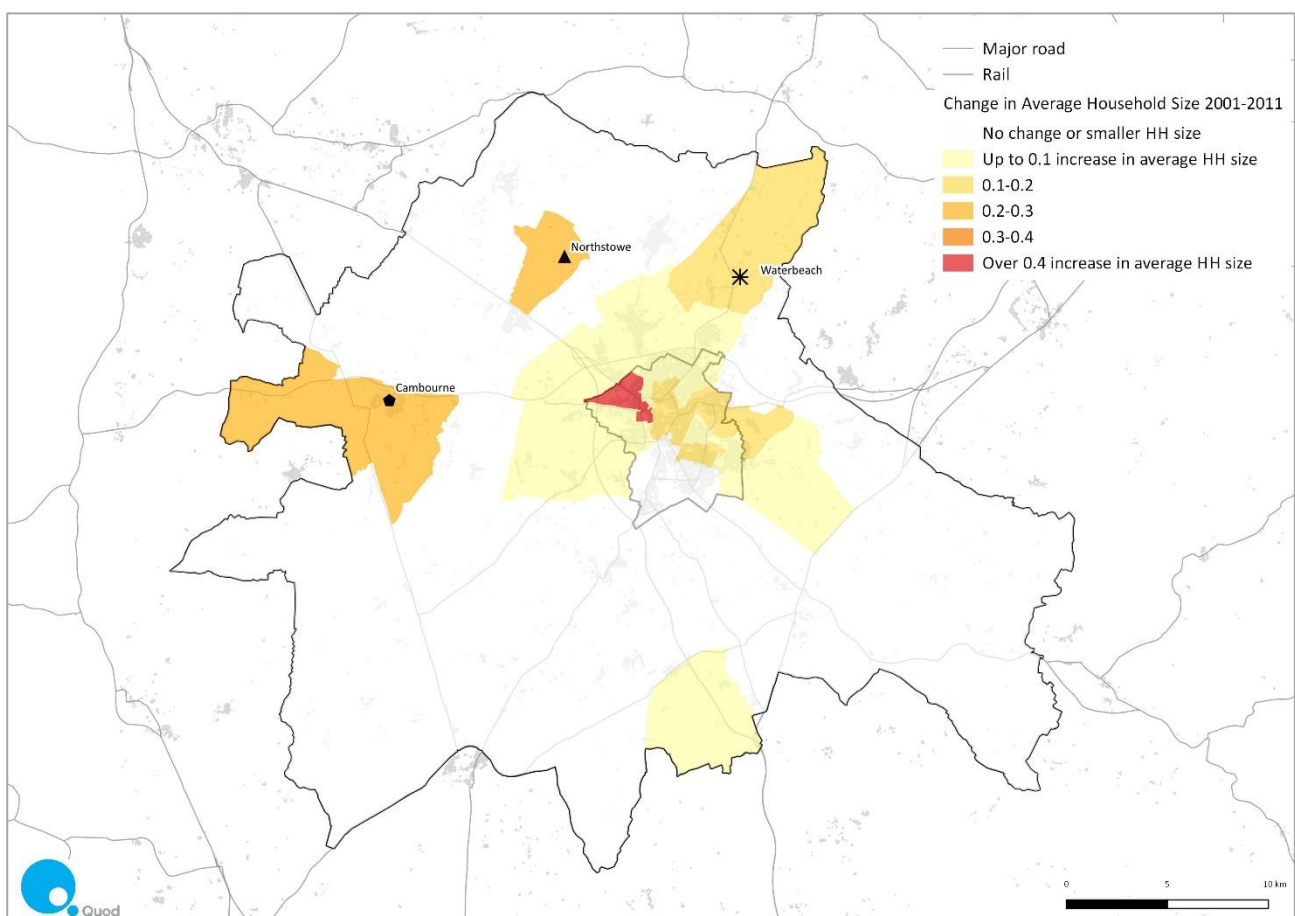 Major road
Rail
Change in Average Household Size 2001-2011
No change or smaller HH size
Up to 0.1 increase in average HH size
0.1-0.2
0.2-0.3
0.3-0.4
Over 0.4 increase in average HH size
Northstowe
Waterbeach
Cambourne
0 5 10 km
Quod